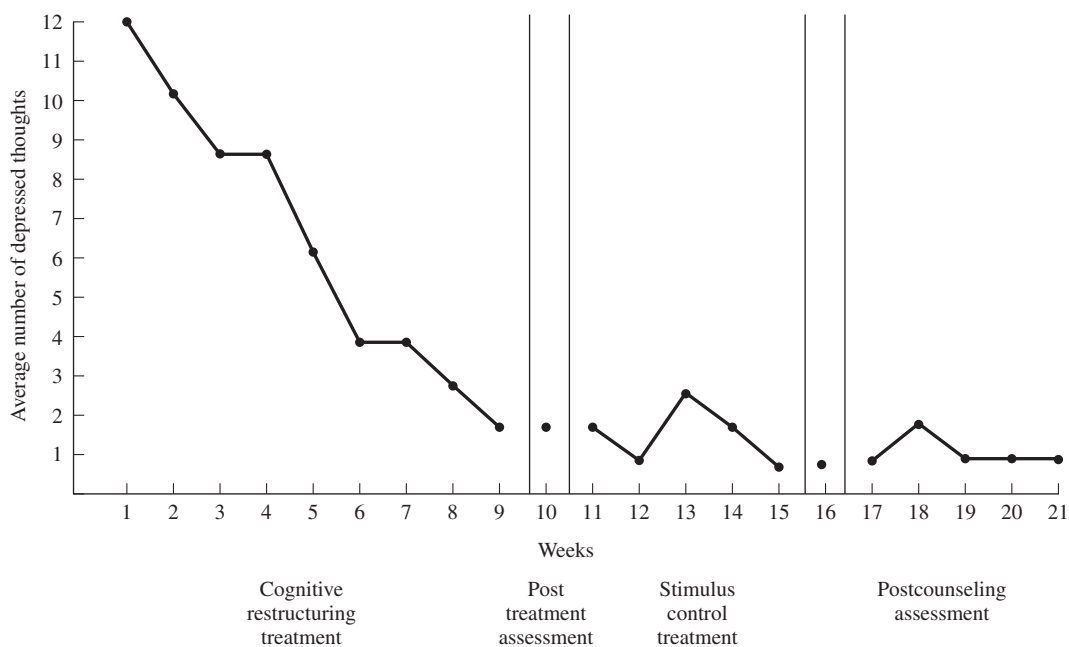 12
11
10
9
8
7
6
5
4
3
2
1
Average number of depressed thoughts
1 2 3 4 5 6 7 8 9 10 11 12 13 14 15 16 17 18 19 20 21
Weeks
Cognitive
restructuring
treatment
Post
treatment
assessment
Stimulus
control
treatment
Postcounseling
assessment